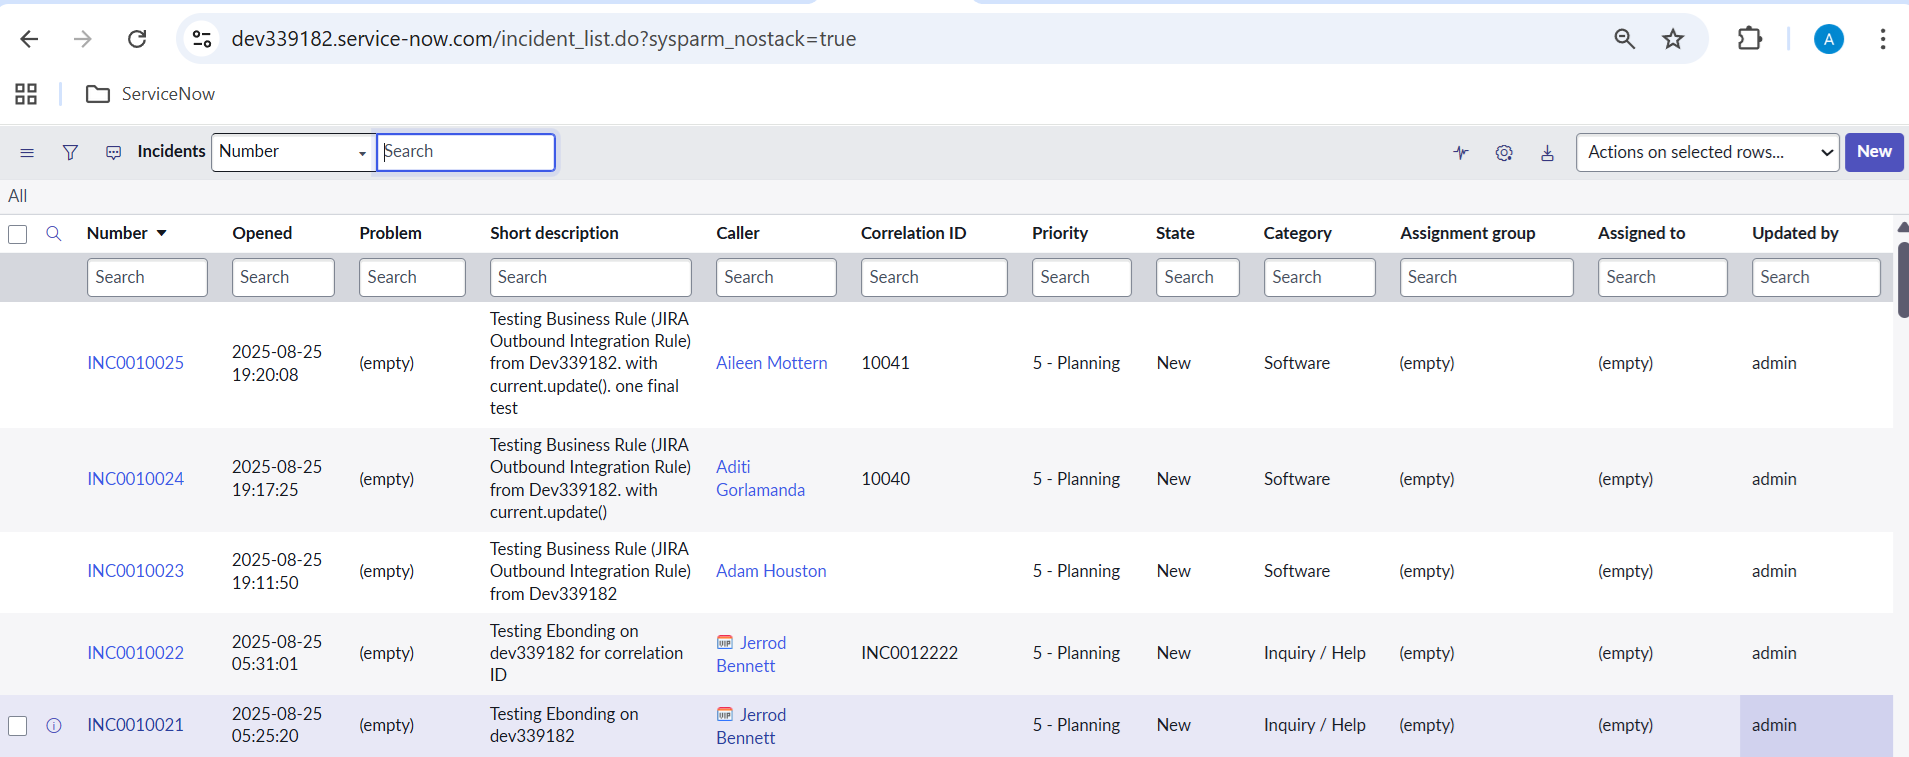 dev339182.service-now.com/incident_list.do?sysparm_nostack=true
A
ServiceNow
Incidents Number Search Actions on selected rows... New
All
Number Opened Problem Short description Caller Correlation ID Priority State Category Assignment group Assigned to Updated by
Search Search Search Search Search Search Search Search Search Search Search Search
INC0010025 2025-08-25 19:20:08 (empty) Testing Business Rule (JIRA Outbound Integration Rule) from Dev339182. with current.update(). one final test Aileen Mottern 10041 5 - Planning New Software (empty) (empty) admin
INC0010024 2025-08-25 19:17:25 (empty) Testing Business Rule (JIRA Outbound Integration Rule) from Dev339182. with current.update() Aditi Gorlamanda 10040 5 - Planning New Software (empty) (empty) admin
INC0010023 2025-08-25 19:11:50 (empty) Testing Business Rule (JIRA Outbound Integration Rule) from Dev339182 Adam Houston 5 - Planning New Software (empty) (empty) admin
INC0010022 2025-08-25 05:31:01 (empty) Testing Ebonding on dev339182 for correlation ID VIP Jerrod Bennett INC0012222 5 - Planning New Inquiry / Help (empty) (empty) admin
INC0010021 2025-08-25 05:25:20 (empty) Testing Ebonding on dev339182 VIP Jerrod Bennett 5 - Planning New Inquiry / Help (empty) (empty) admin